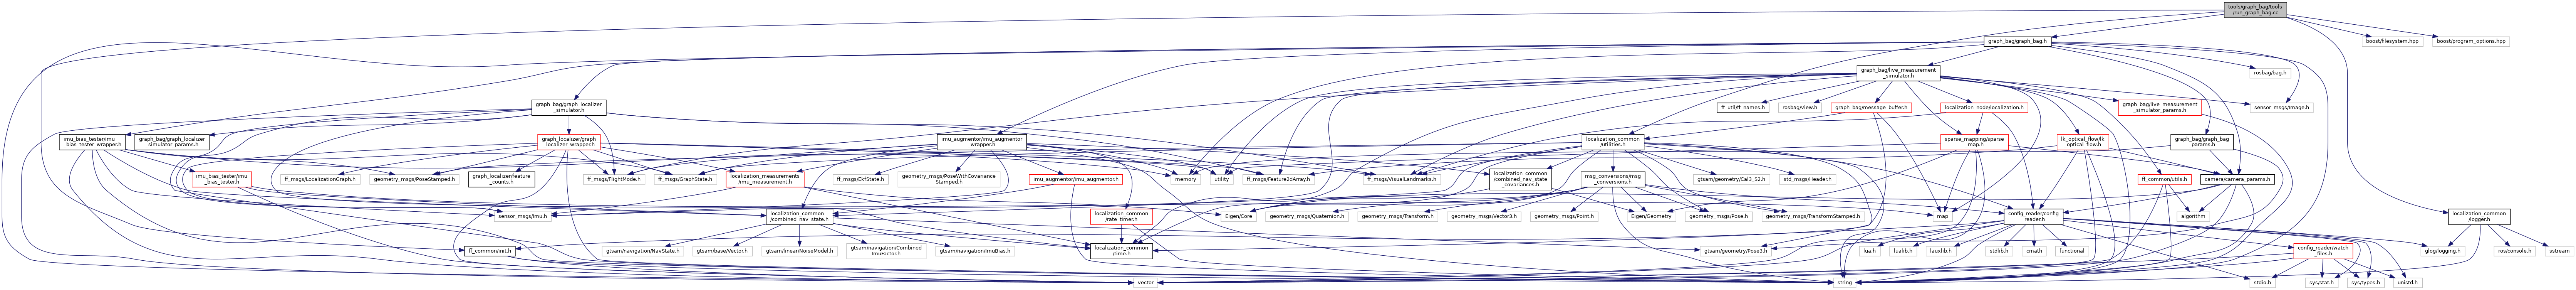 tools/graph_bag/tools
/run_graph_bag.cc
graph_bag/graph_bag.h
boost/filesystem.hpp
boost/program_options.hpp
graph_bag/live_measurement
_simulator.h
rosbag/bag.h
graph_bag/graph_localizer
_simulator.h
ff_util/ff_names.h
rosbag/view.h
graph_bag/message_buffer.h
localization_node/localization.h
graph_bag/live_measurement
_simulator_params.h
sensor_msgs/Image.h
imu_bias_tester/imu
_bias_tester_wrapper.h
graph_bag/graph_localizer
_simulator_params.h
graph_localizer/graph
_localizer_wrapper.h
imu_augmentor/imu_augmentor
_wrapper.h
localization_common
/utilities.h
sparse_mapping/sparse
_map.h
lk_optical_flow/lk
_optical_flow.h
graph_bag/graph_bag
_params.h
imu_bias_tester/imu
_bias_tester.h
ff_msgs/LocalizationGraph.h
geometry_msgs/PoseStamped.h
graph_localizer/feature
_counts.h
ff_msgs/FlightMode.h
ff_msgs/GraphState.h
localization_measurements
/imu_measurement.h
ff_msgs/EkfState.h
geometry_msgs/PoseWithCovariance
Stamped.h
imu_augmentor/imu_augmentor.h
memory
utility
ff_msgs/Feature2dArray.h
ff_msgs/VisualLandmarks.h
localization_common
/combined_nav_state
_covariances.h
msg_conversions/msg
_conversions.h
gtsam/geometry/Cal3_S2.h
std_msgs/Header.h
ff_common/utils.h
camera/camera_params.h
sensor_msgs/Imu.h
localization_common
/combined_nav_state.h
localization_common
/rate_timer.h
Eigen/Core
geometry_msgs/Quaternion.h
geometry_msgs/Transform.h
geometry_msgs/Vector3.h
geometry_msgs/Point.h
Eigen/Geometry
geometry_msgs/Pose.h
geometry_msgs/TransformStamped.h
map
config_reader/config
_reader.h
algorithm
localization_common
/logger.h
ff_common/init.h
gtsam/navigation/NavState.h
gtsam/base/Vector.h
gtsam/linear/NoiseModel.h
gtsam/navigation/Combined
ImuFactor.h
gtsam/navigation/ImuBias.h
localization_common
/time.h
gtsam/geometry/Pose3.h
lua.h
lualib.h
lauxlib.h
stdlib.h
cmath
functional
config_reader/watch
_files.h
glog/logging.h
ros/console.h
sstream
vector
string
stdio.h
sys/stat.h
sys/types.h
unistd.h